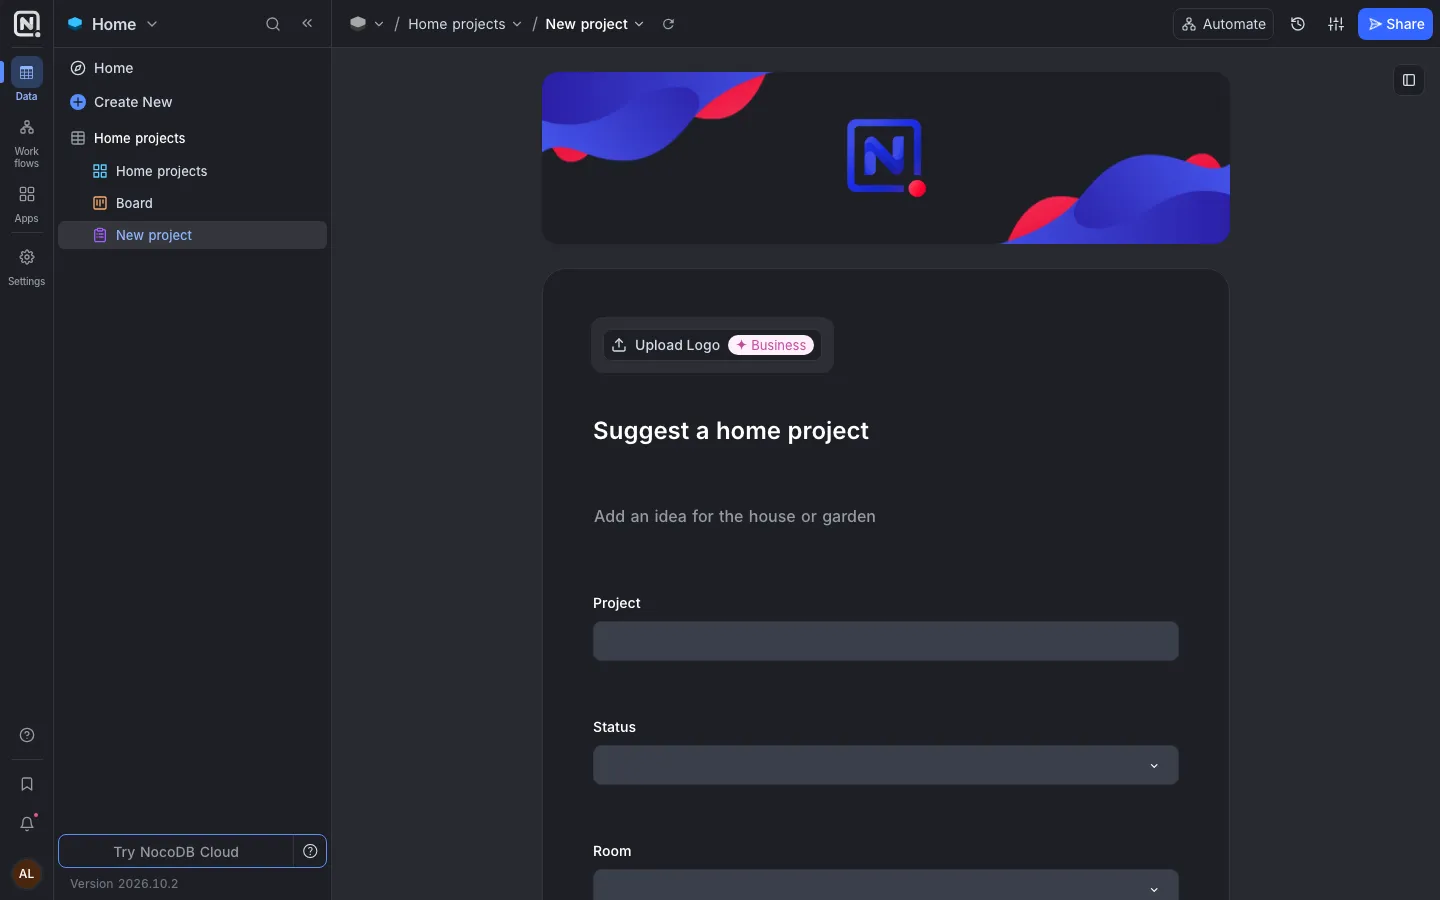 Home
Home projects
New project
Automate
Share
Data
Work
flows
Apps
Settings
Home
Create New
Home projects
Home projects
Board
New project
Upload Logo
Business
Suggest a home project
Add an idea for the house or garden
Project
Status
Room
Try NocoDB Cloud
AL
Version 2026.10.2